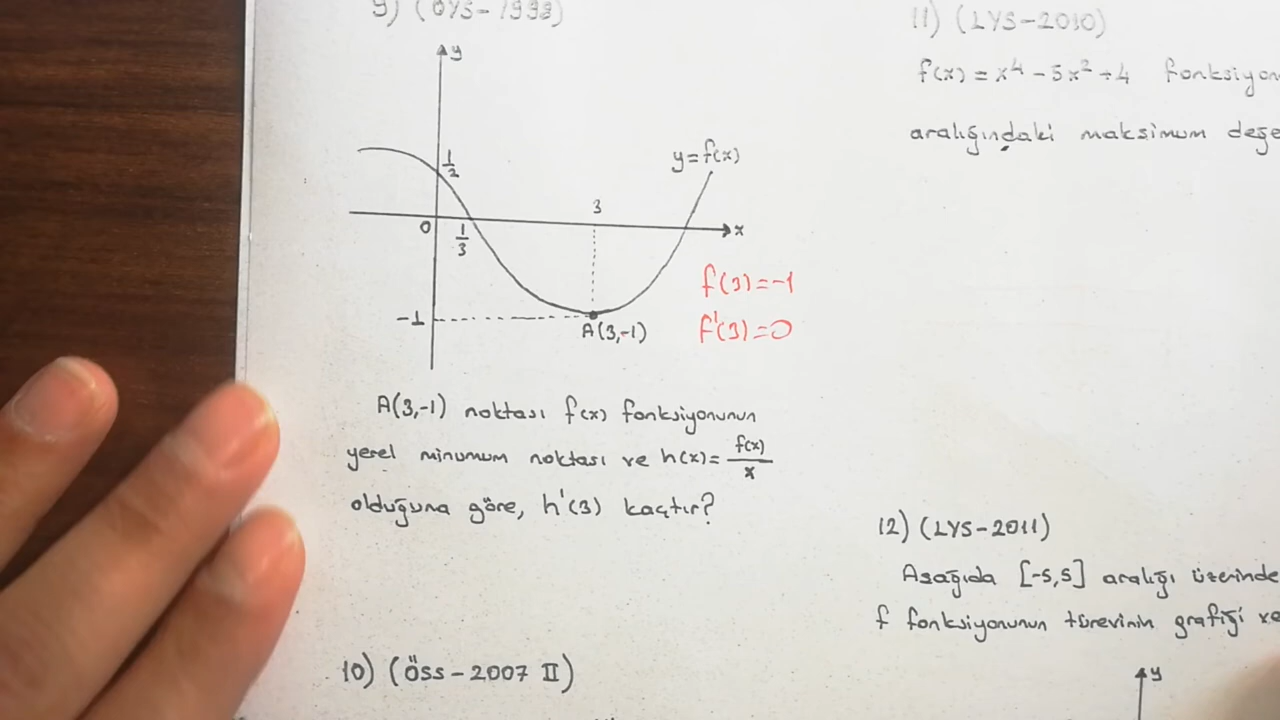 9) (ÖYS-1993)
y
1/2
y=f(x)
3
0
1/3
x
-1
A(3,-1)
f(3)=-1
f'(3)=0
A(3,-1) noktası f(x) fonksiyonunun
yerel minumum noktası ve h(x)= f(x)/x
olduğuna göre, h'(3) kaçtır?
10) (ÖSS-2007 II)
11) (LYS-2010)
f(x) = x⁴ - 5x² + 4 fonksiyon
aralığındaki maksimum değe
12) (LYS-2011)
Aşağıda [-5,5] aralığı üzerinde
f fonksiyonunun türevinin grafiği ve
y